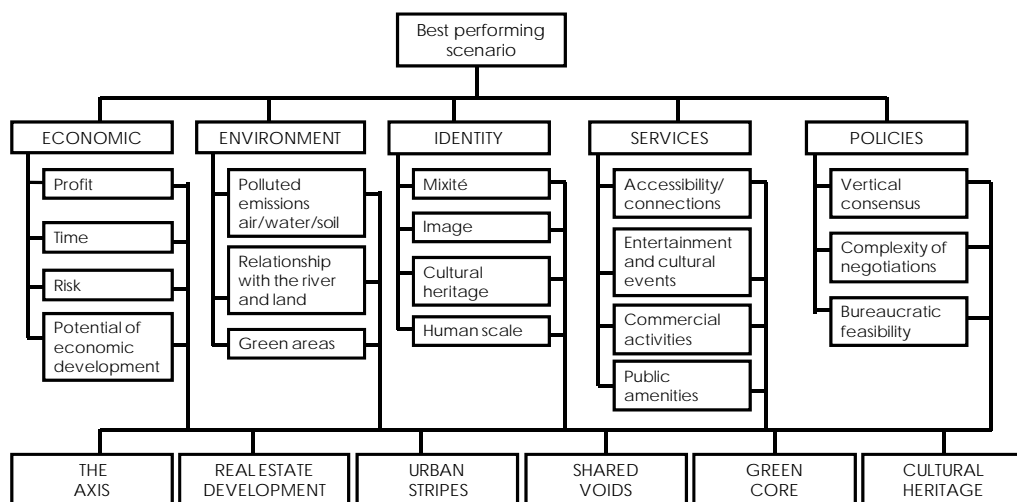 Best performing
scenario
ECONOMIC
ENVIRONMENT
IDENTITY
SERVICES
POLICIES
Profit
Time
Risk
Potential of
economic
development
Polluted
emissions
air/water/soil
Relationship
with the river
and land
Green areas
Mixité
Image
Cultural
heritage
Human scale
Accessibility/
connections
Entertainment
and cultural
events
Commercial
activities
Public
amenities
Vertical
consensus
Complexity of
negotiations
Bureaucratic
feasibility
THE
AXIS
REAL ESTATE
DEVELOPMENT
URBAN
STRIPES
SHARED
VOIDS
GREEN
CORE
CULTURAL
HERITAGE